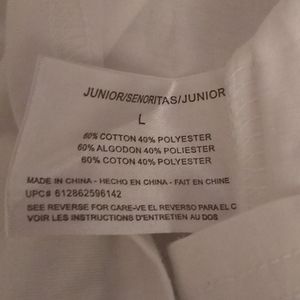 JUNIOR/SENORITAS/JUNIOR
L
60% COTTON 40% POLYESTER
60% ALGODON 40% POLIESTER
60% COTON 40% POLYESTER
MADE IN CHINA - HECHO EN CHINA - FAIT EN CHINE
UPC# 612862596142
SEE REVERSE FOR CARE-VE EL REVERSO PARA EL C
VOIR LES INSTRUCTIONS D'ENTRETIEN AU DOS